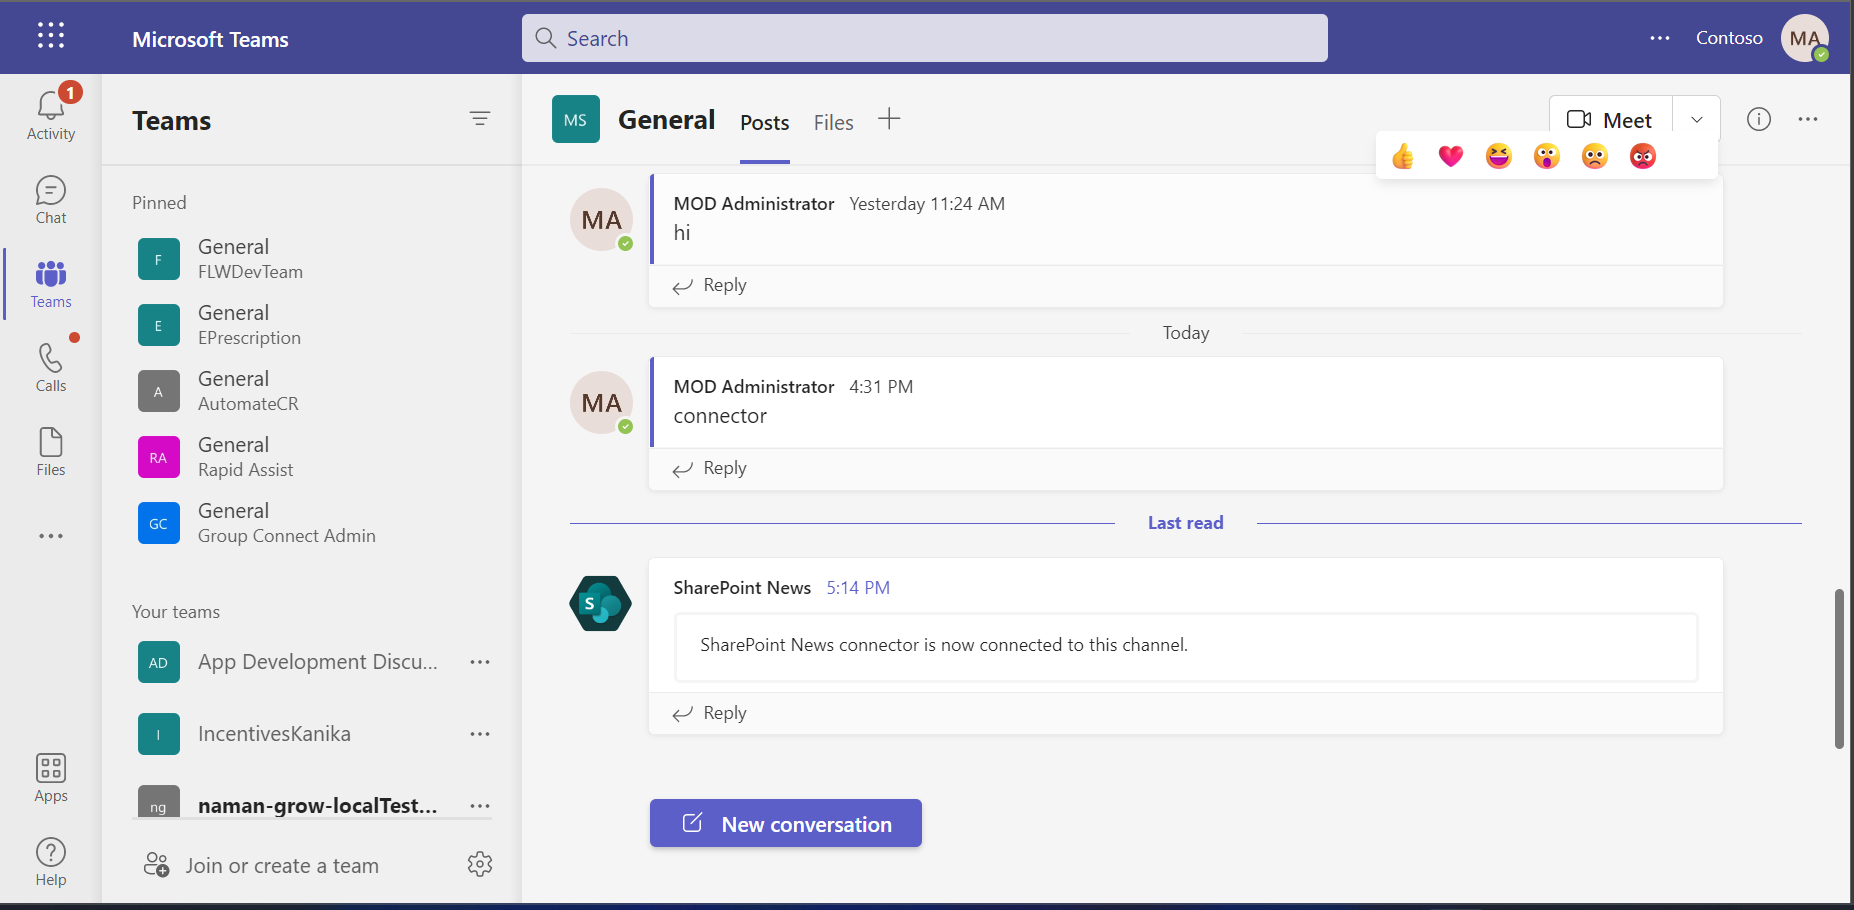 Microsoft Teams
Search
Contoso
MA
1
Activity
Chat
Teams
Calls
Files
Apps
Help
Teams
Pinned
F
General
FLWDevTeam
E
General
EPrescription
A
General
AutomateCR
RA
General
Rapid Assist
GC
General
Group Connect Admin
Your teams
AD
App Development Discu...
I
IncentivesKanika
ng
naman-grow-localTest...
Join or create a team
MS
General
Posts
Files
Meet
MA
MOD Administrator Yesterday 11:24 AM
hi
Reply
Today
MA
MOD Administrator 4:31 PM
connector
Reply
Last read
S
SharePoint News 5:14 PM
SharePoint News connector is now connected to this channel.
Reply
New conversation